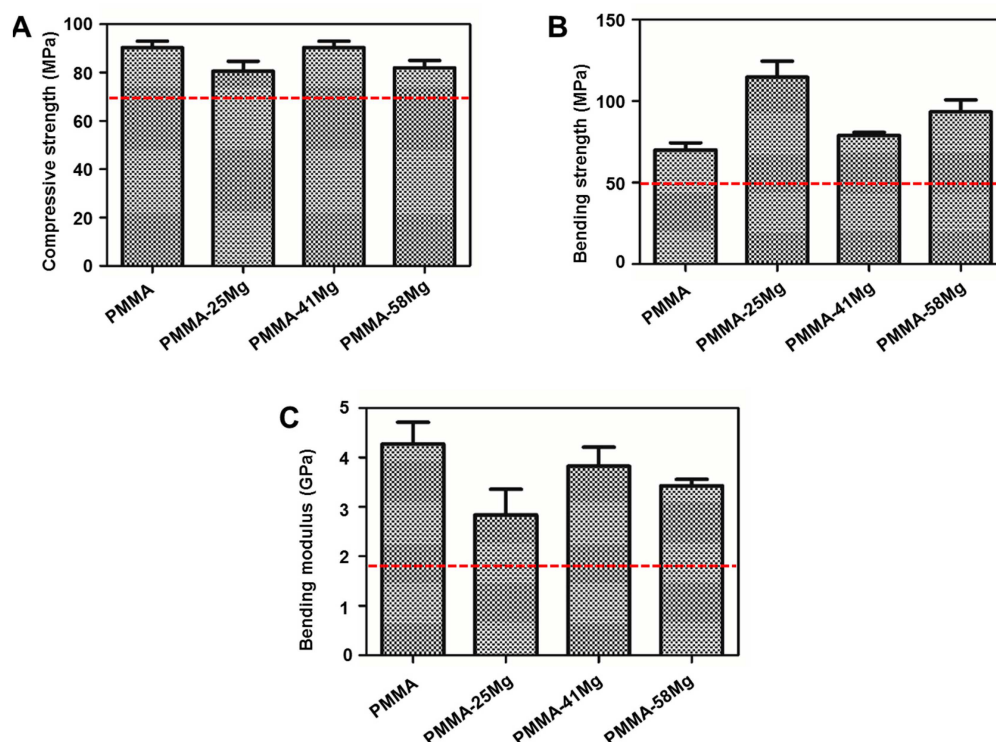 A
Compressive strength (MPa)
100
80
60
40
20
0
PMMA
PMMA-25Mg
PMMA-41Mg
PMMA-58Mg
B
Bending strength (MPa)
150
100
50
0
PMMA
PMMA-25Mg
PMMA-41Mg
PMMA-58Mg
C
Bending modulus (GPa)
5
4
3
2
1
0
PMMA
PMMA-25Mg
PMMA-41Mg
PMMA-58Mg